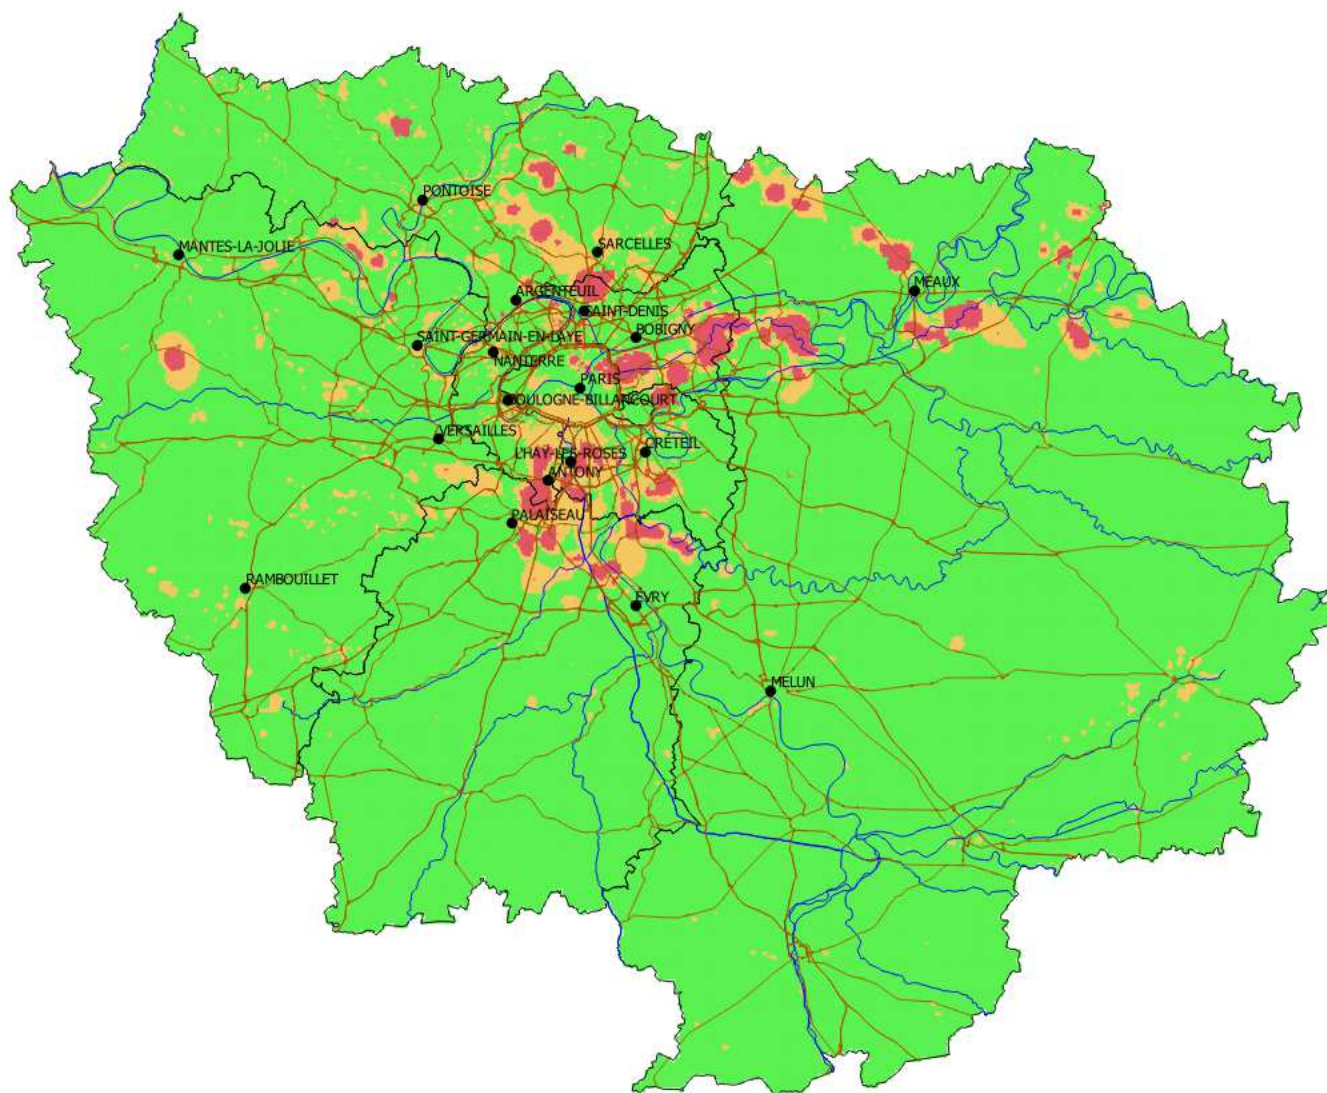 PONTOISE
MANTES-LA-JOLIE
SARCELLES
MEAUX
ARGENTEUIL
SAINT-DENIS
BOBIGNY
SAINT-GERMAIN-EN-LAYE
NANTERRE
PARIS
BOULOGNE-BILLANCOURT
VERSAILLES
CRÉTEIL
L'HAY-LES-ROSES
ANTONY
PALAISEAU
RAMBOUILLET
EVRY
MELUN